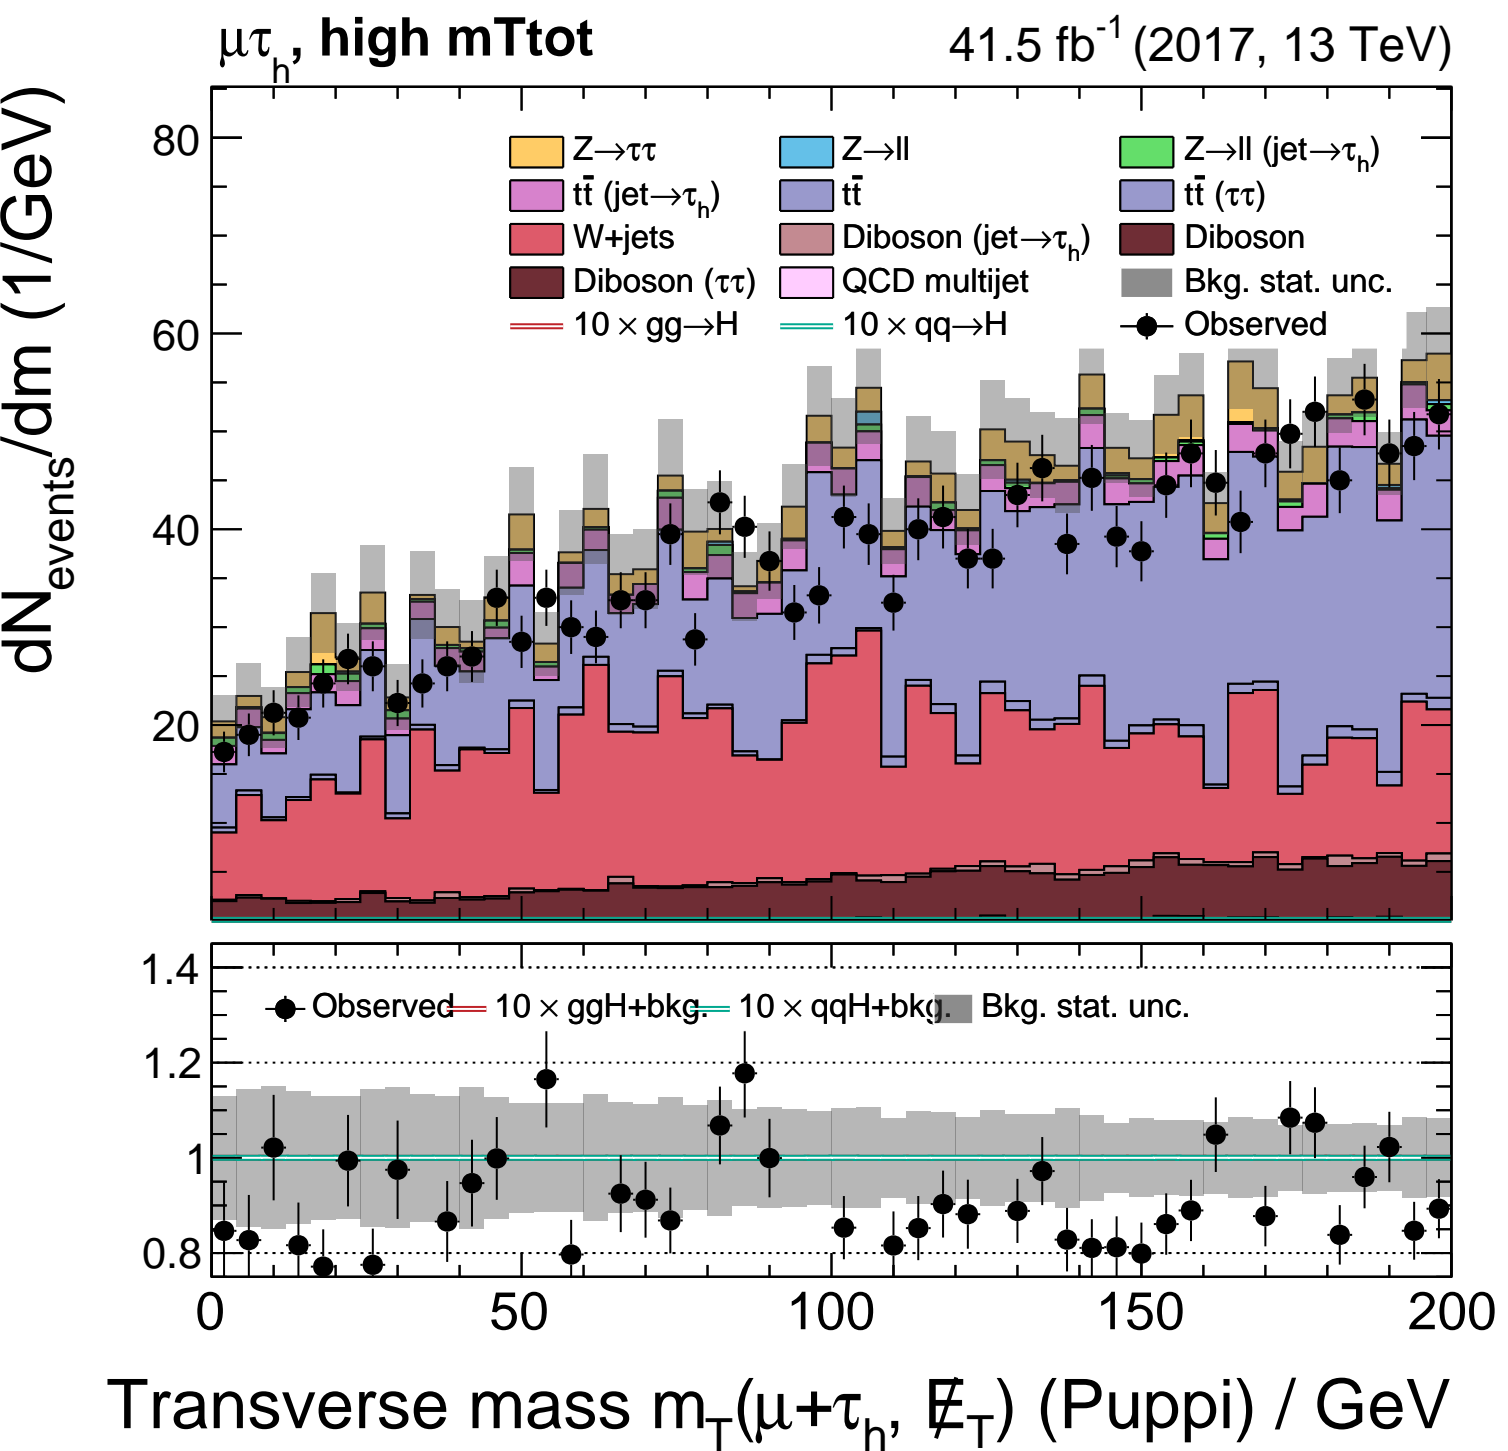 μτh, high mTtot 41.5 fb-1 (2017, 13 TeV)
dNevents/dm (1/GeV)
80
60
40
20
Z→ττ Z→ll Z→ll (jet→τh)
tt̄ (jet→τh) tt̄ tt̄ (ττ)
W+jets Diboson (jet→τh) Diboson
Diboson (ττ) QCD multijet Bkg. stat. unc.
10 × gg→H 10 × qq→H Observed
1.4
1.2
1
0.8
Observed 10 × ggH+bkg. 10 × qqH+bkg. Bkg. stat. unc.
0 50 100 150 200
Transverse mass mT(μ+τh, E̸T) (Puppi) / GeV